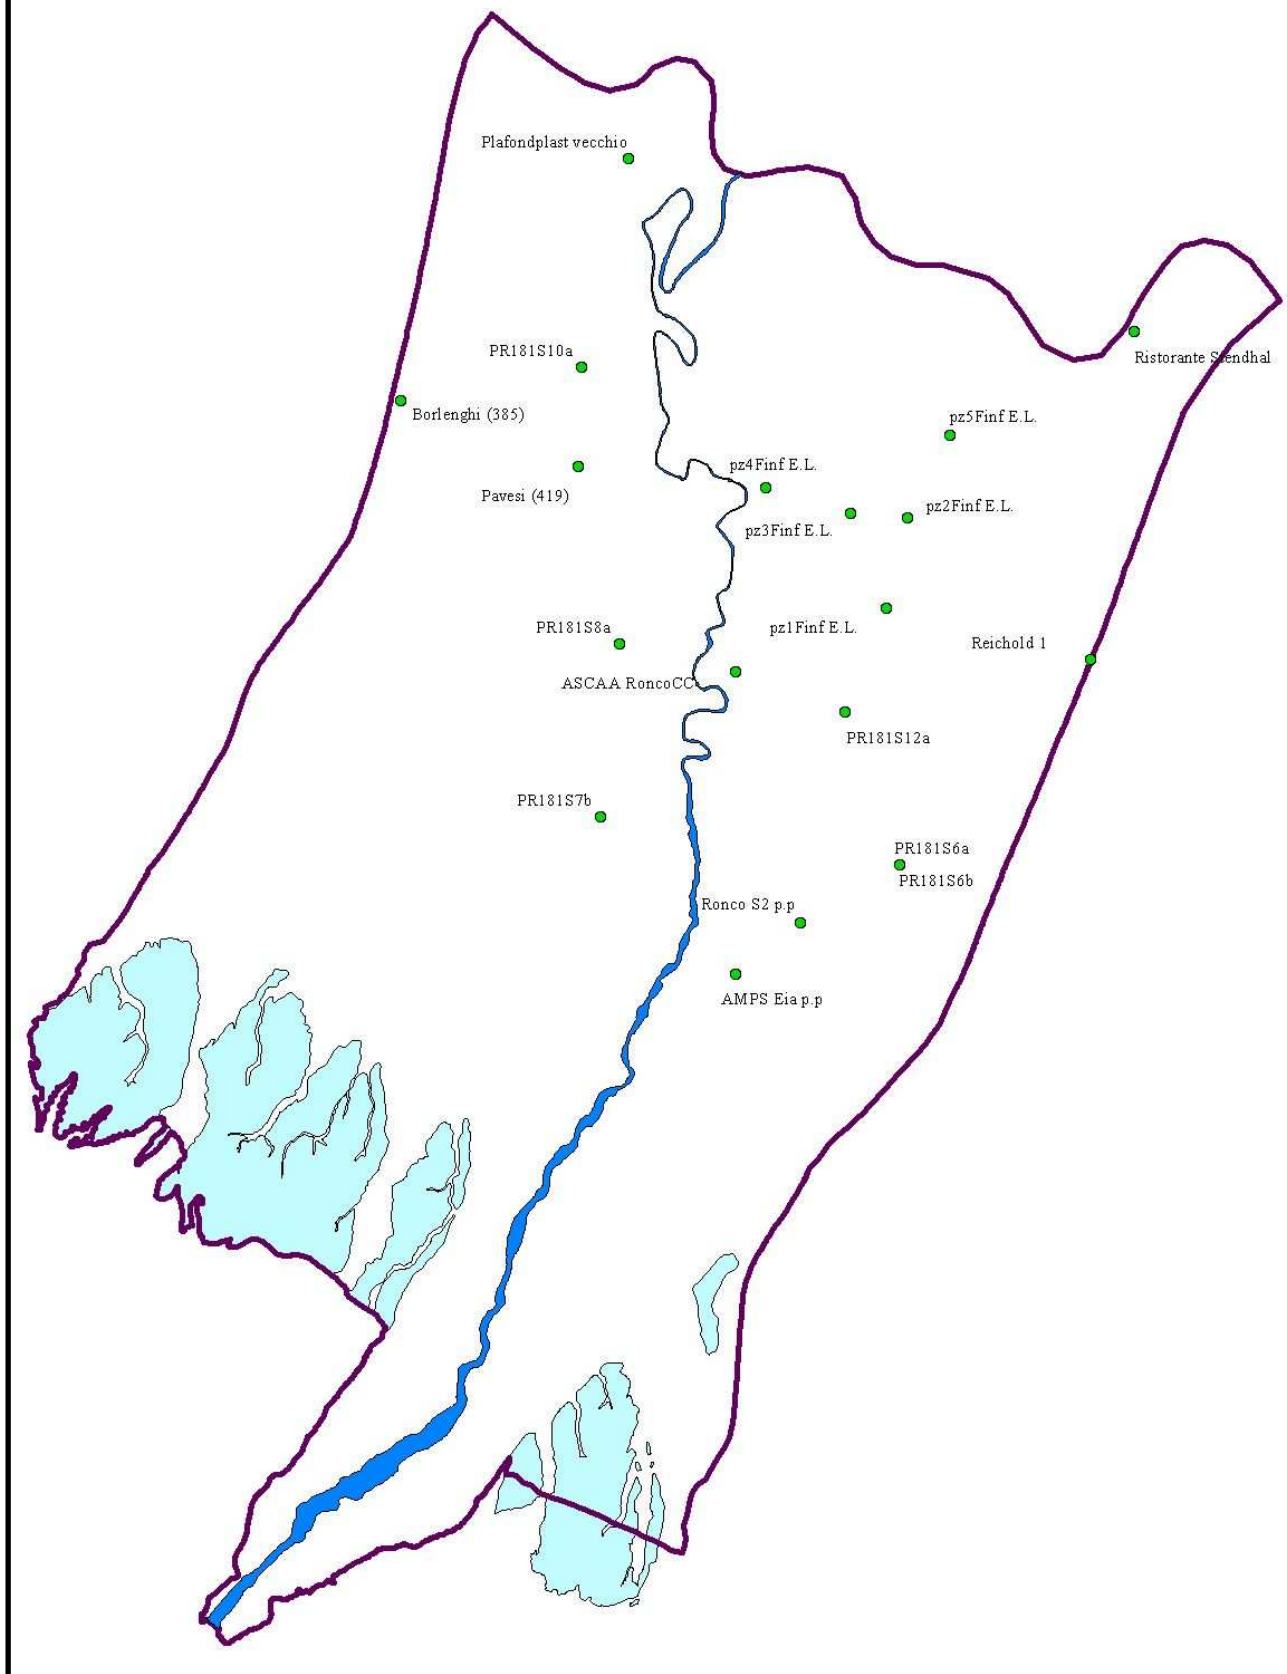 Plafondplast vecchio
PR181S10a
Ristorante Stendhal
Borlenghi (385)
pz5Finf E.L.
pz4Finf E.L.
Pavesi (419)
pz2Finf E.L.
pz3Finf E.L.
PR181S8a
pz1Finf E.L.
Reichold 1
ASCAA RoncoCC
PR181S12a
PR181S7b
PR181S6a
PR181S6b
Ronco S2 p.p
AMPS Eia p.p